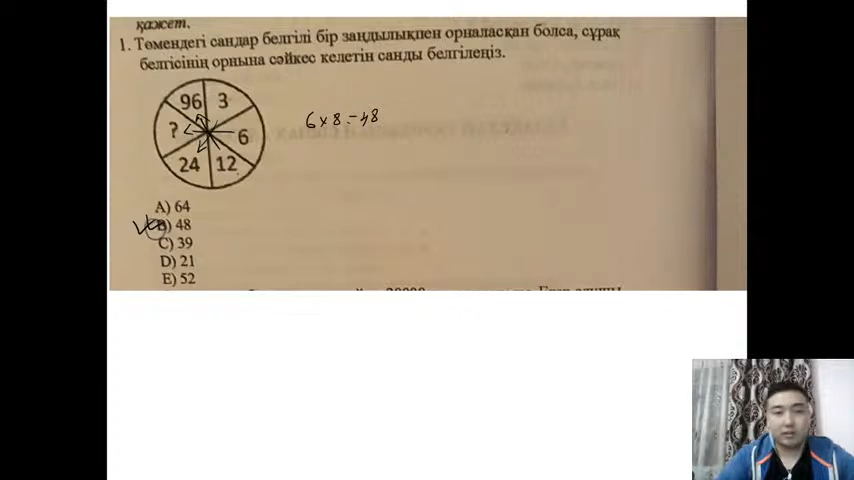 қажет.
1. Төмендегі сандар белгілі бір заңдылықпен орналасқан болса, сұрақ
белгісінің орнына сәйкес келетін санды белгілеңіз.
96 3
? 6
24 12
6 × 8 = 48
A) 64
B) 48
C) 39
D) 21
E) 52